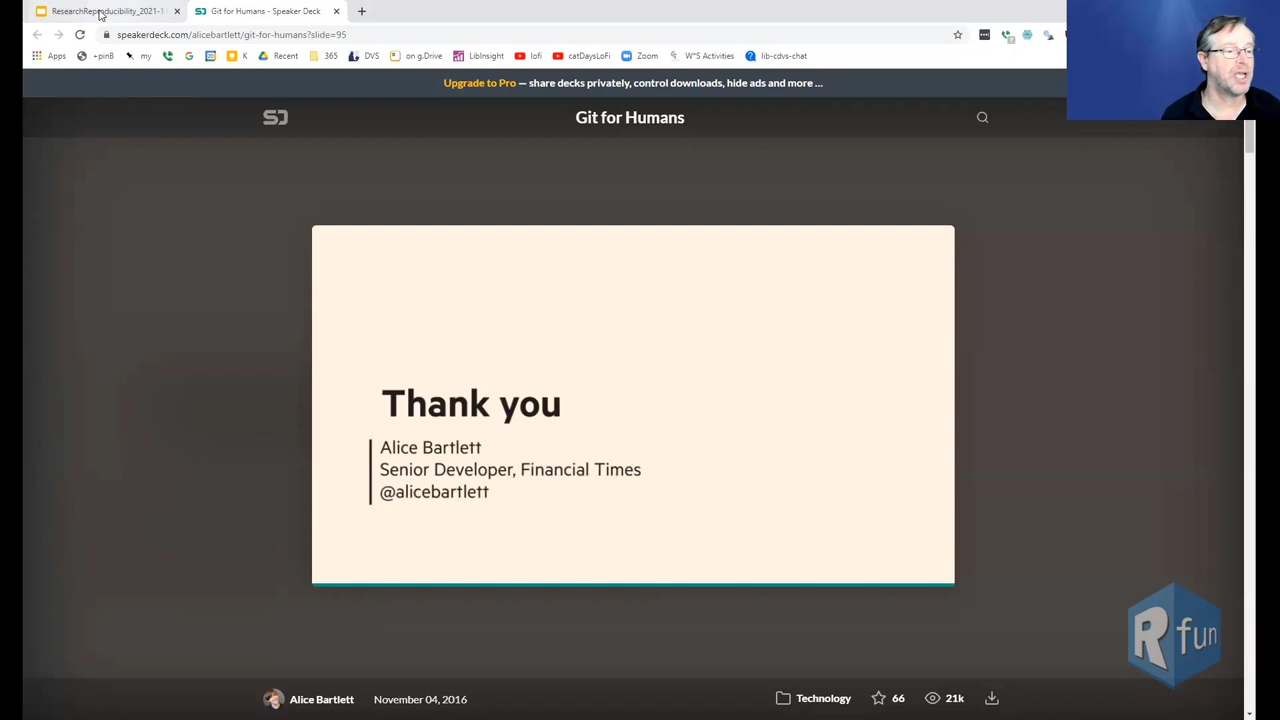 ResearchReproducibility_2021-1
Git for Humans - Speaker Deck
speakerdeck.com/alicebartlett/git-for-humans?slide=95
Apps +pinB my K Recent 365 DVS on g.Drive LibInsight lofi catDaysLoFi Zoom W*S Activities lib-cdvs-chat
Upgrade to Pro — share decks privately, control downloads, hide ads and more …
Git for Humans
Thank you
Alice Bartlett
Senior Developer, Financial Times
@alicebartlett
R fun
Alice Bartlett November 04, 2016 Technology 66 21k